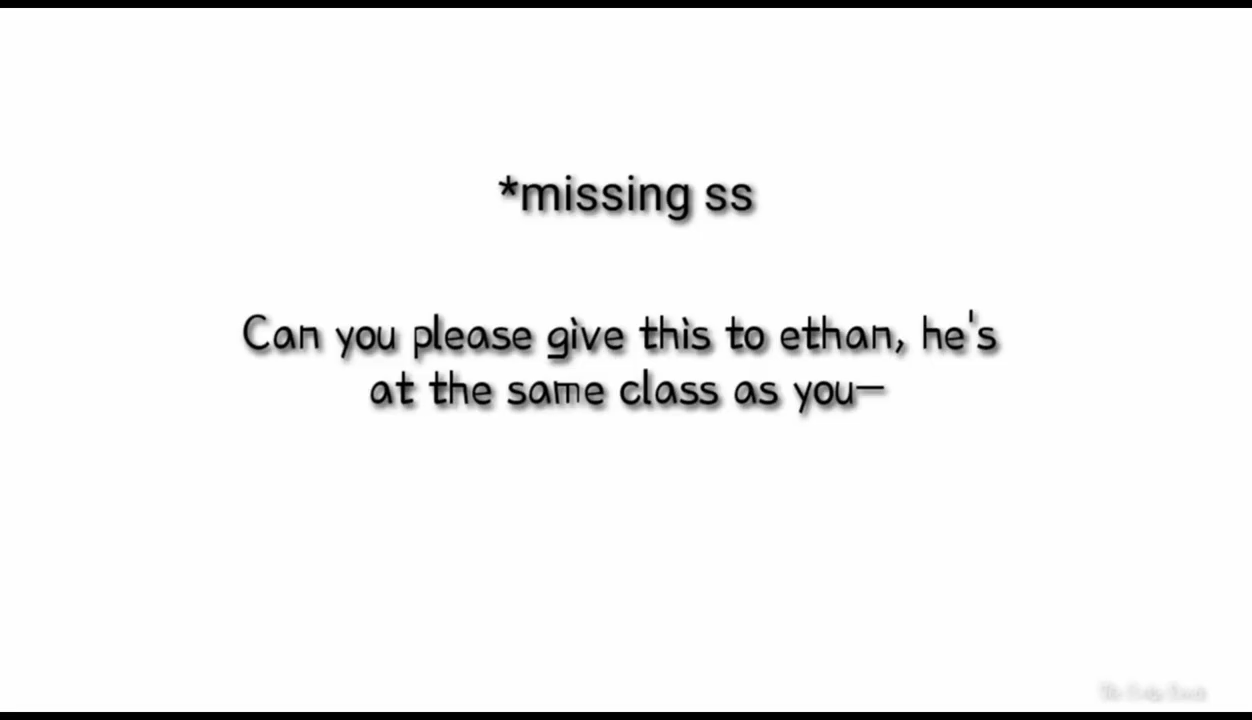 *missing ss
Can you please give this to ethan, he's
at the same class as you—